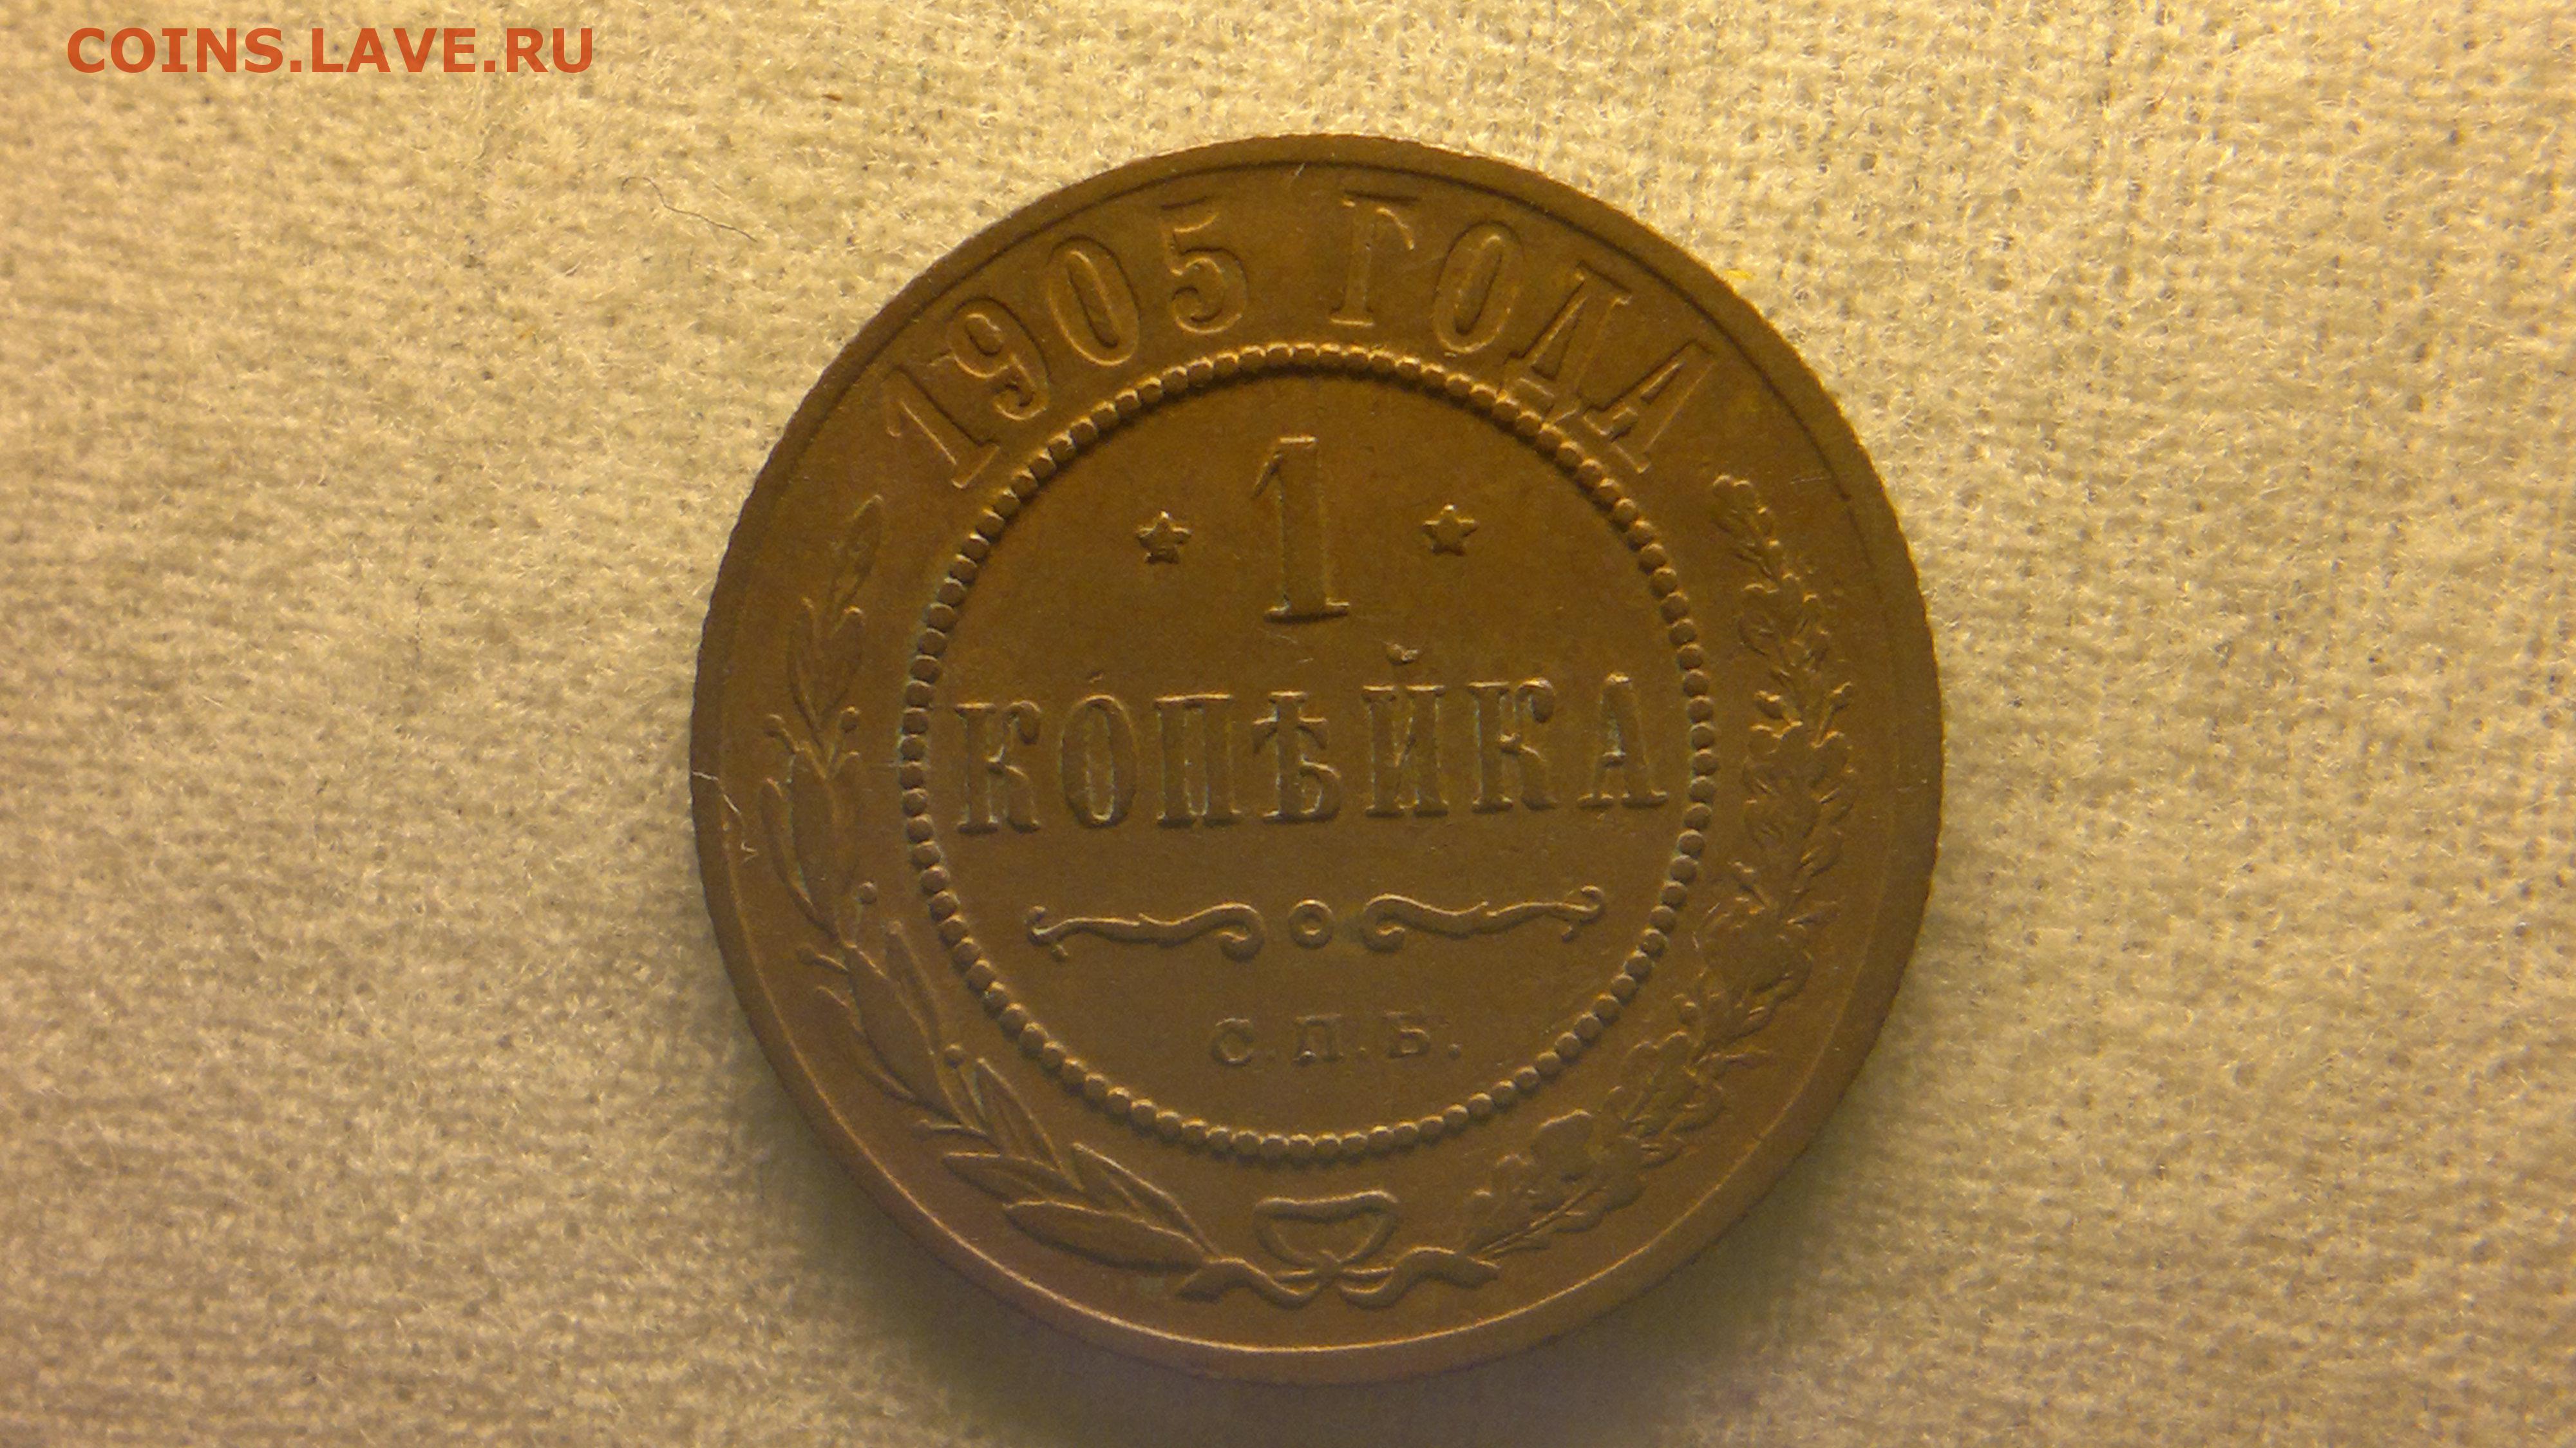 COINS.LAVE.RU
1905 ГОДА
1
КОПѢЙКА
С.П.Б.